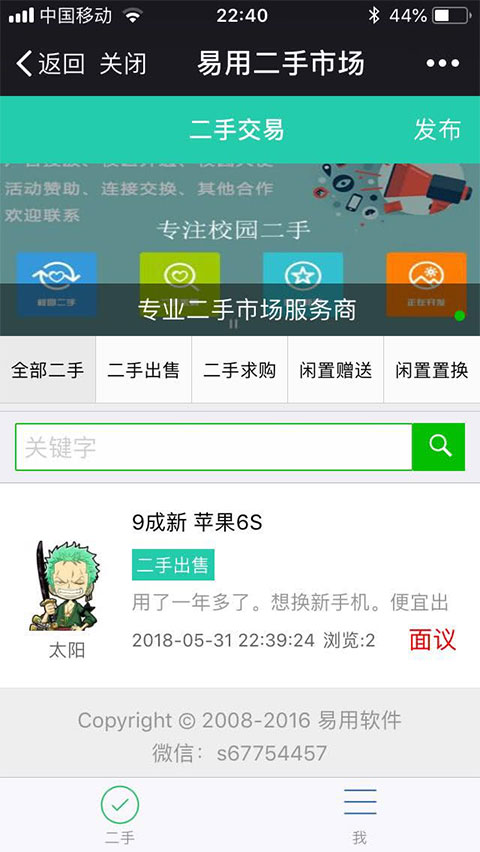 中国移动 22:40 44%
返回 关闭 易用二手市场
二手交易 发布
活动赞助、连接交换、其他合作
欢迎联系
专注校园二手
校园二手 正在开发
专业二手市场服务商
全部二手 二手出售 二手求购 闲置赠送 闲置置换
关键字
9成新 苹果6S
二手出售
用了一年多了。想换新手机。便宜出
太阳 2018-05-31 22:39:24 浏览:2 面议
Copyright © 2008-2016 易用软件
微信：s67754457
二手 我